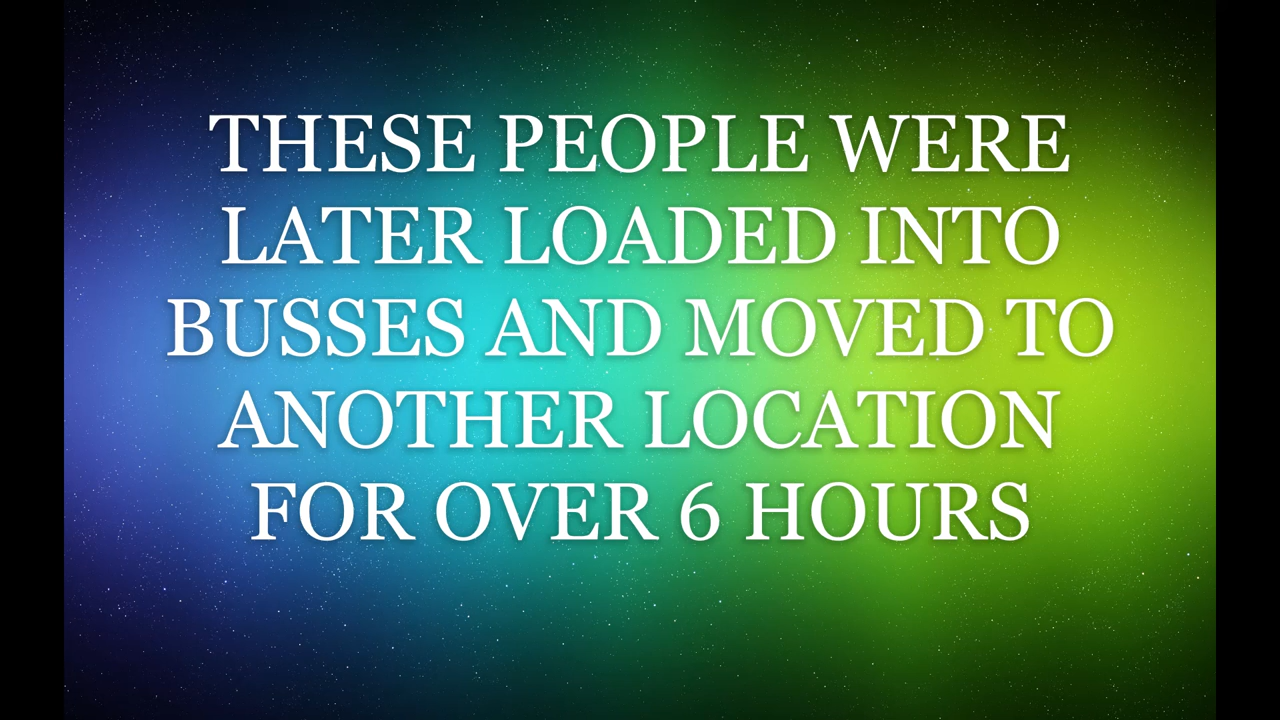 THESE PEOPLE WERE
LATER LOADED INTO
BUSSES AND MOVED TO
ANOTHER LOCATION
FOR OVER 6 HOURS